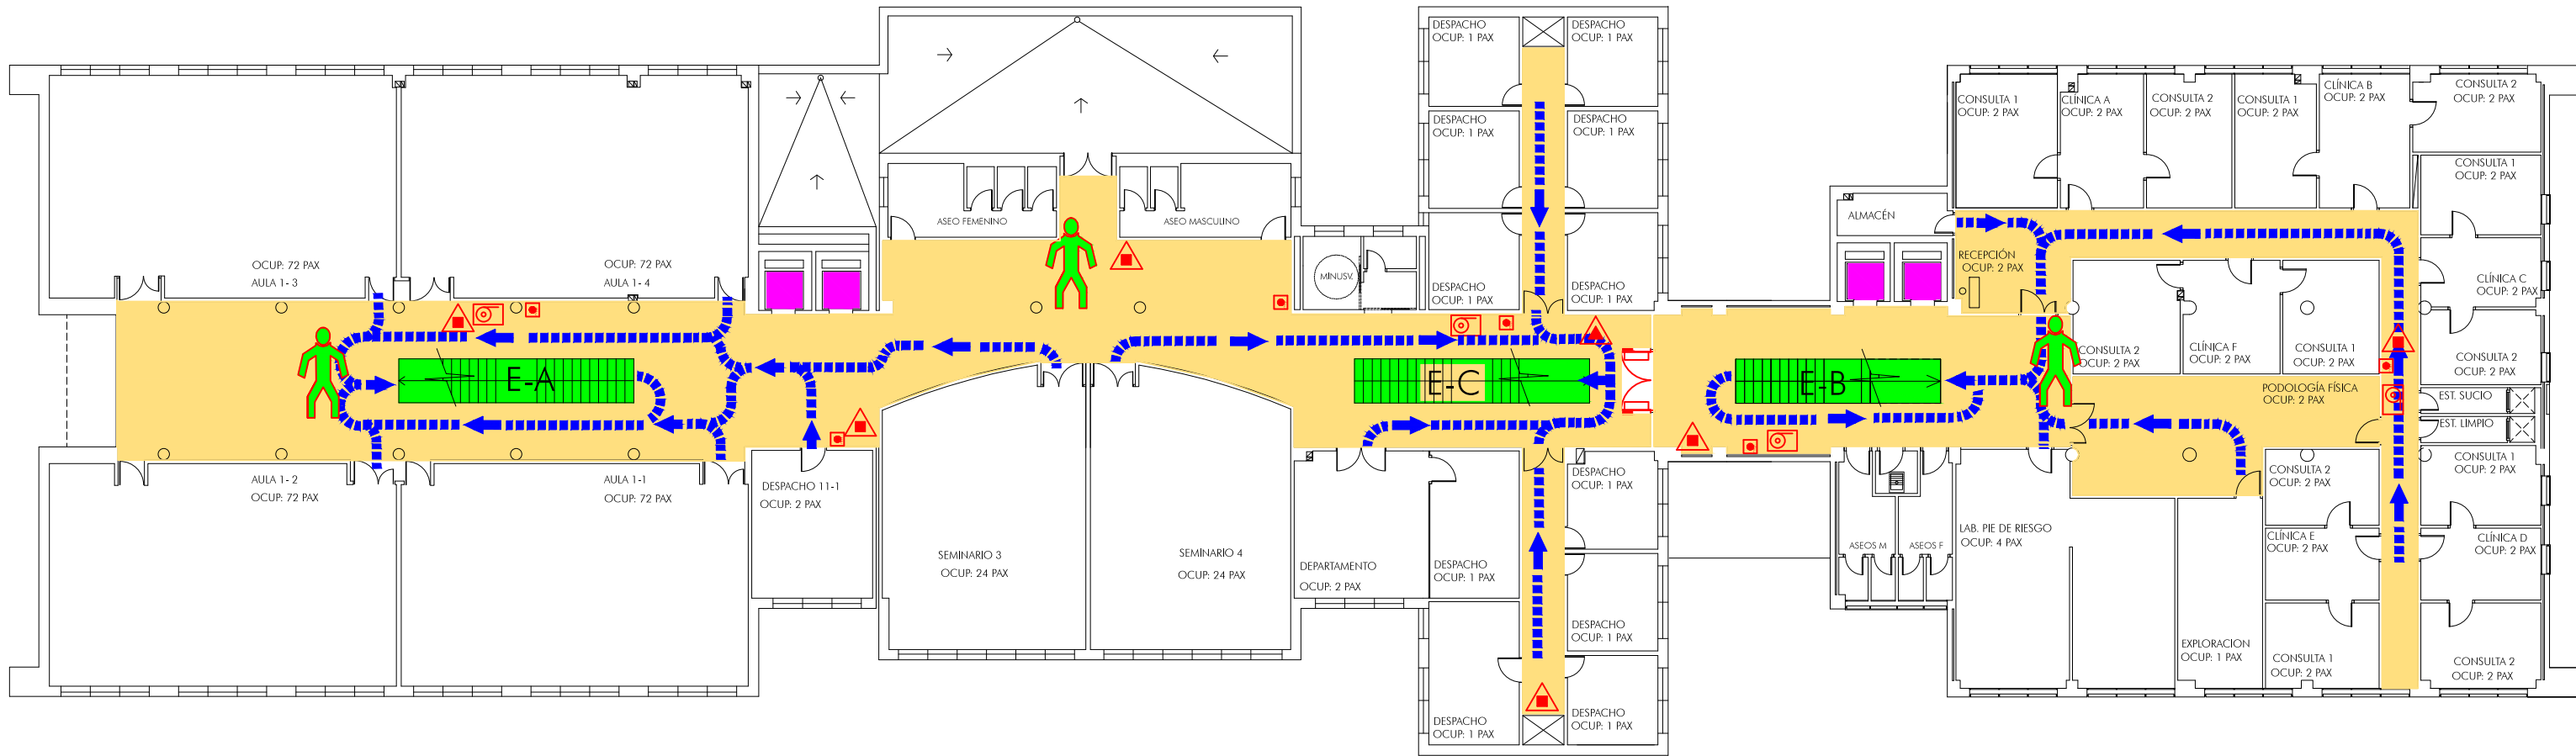 OCUP: 72 PAX
AULA 1- 3
OCUP: 72 PAX
AULA 1- 4
E-A
AULA 1- 2
OCUP: 72 PAX
AULA 1-1
OCUP: 72 PAX
DESPACHO 11-1
OCUP: 2 PAX
ASEO FEMENINO
ASEO MASCULINO
SEMINARIO 3
OCUP: 24 PAX
SEMINARIO 4
OCUP: 24 PAX
MINUSV.
DESPACHO
OCUP: 1 PAX
DESPACHO
OCUP: 1 PAX
DESPACHO
OCUP: 1 PAX
DESPACHO
OCUP: 1 PAX
DESPACHO
OCUP: 1 PAX
DESPACHO
OCUP: 1 PAX
E-C
DEPARTAMENTO
OCUP: 2 PAX
DESPACHO
OCUP: 1 PAX
DESPACHO
OCUP: 1 PAX
DESPACHO
OCUP: 1 PAX
DESPACHO
OCUP: 1 PAX
DESPACHO
OCUP: 1 PAX
ALMACÉN
E-B
ASEOS M
ASEOS F
CONSULTA 1
OCUP: 2 PAX
CLÍNICA A
OCUP: 2 PAX
CONSULTA 2
OCUP: 2 PAX
CONSULTA 1
OCUP: 2 PAX
CLÍNICA B
OCUP: 2 PAX
CONSULTA 2
OCUP: 2 PAX
CONSULTA 1
OCUP: 2 PAX
RECEPCIÓN
OCUP: 2 PAX
CLÍNICA C
OCUP: 2 PAX
CONSULTA 2
OCUP: 2 PAX
CLÍNICA F
OCUP: 2 PAX
CONSULTA 1
OCUP: 2 PAX
CONSULTA 2
OCUP: 2 PAX
PODOLOGÍA FÍSICA
OCUP: 2 PAX
EST. SUCIO
EST. LIMPIO
CONSULTA 2
OCUP: 2 PAX
CONSULTA 1
OCUP: 2 PAX
LAB. PIE DE RIESGO
OCUP: 4 PAX
CLÍNICA E
OCUP: 2 PAX
CLÍNICA D
OCUP: 2 PAX
EXPLORACION
OCUP: 1 PAX
CONSULTA 1
OCUP: 2 PAX
CONSULTA 2
OCUP: 2 PAX